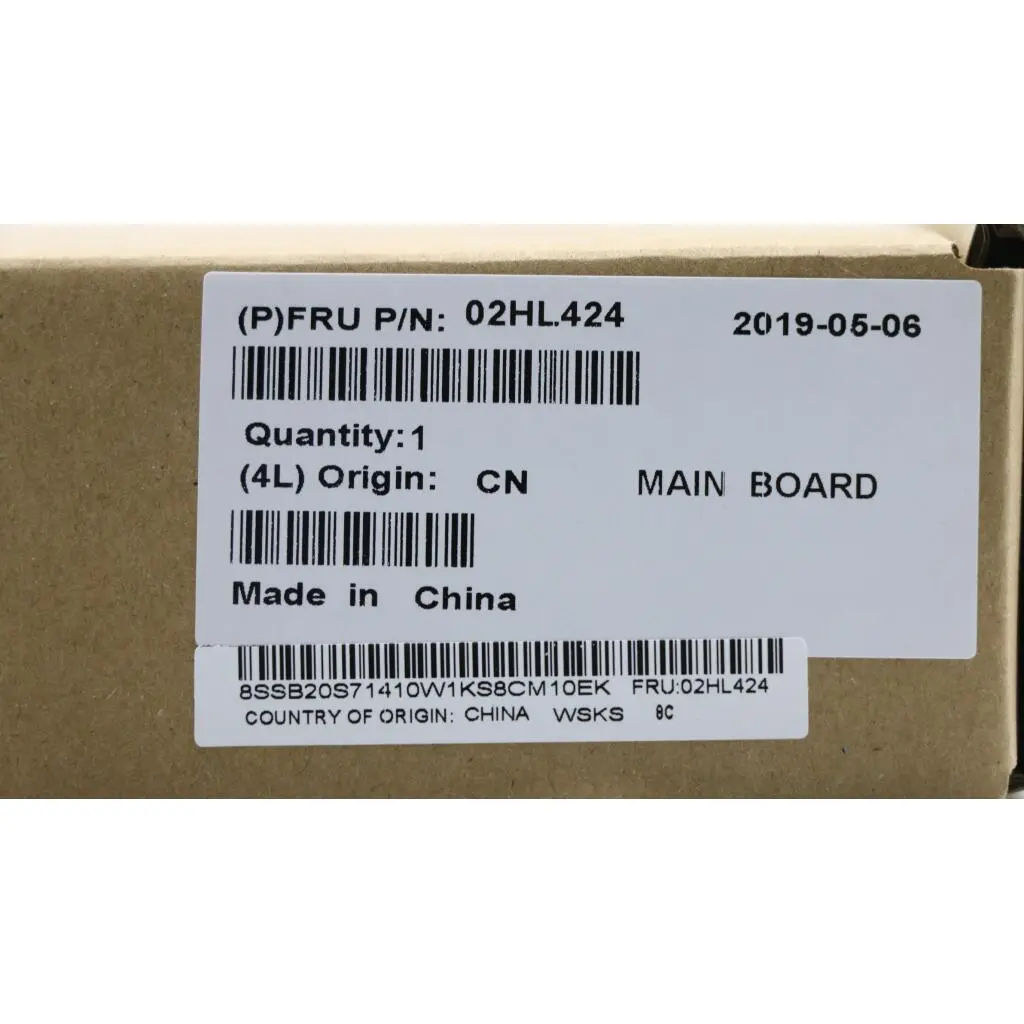 (P)FRU P/N: 02HL424 2019-05-06
Quantity:1
(4L) Origin: CN MAIN BOARD
Made in China
8SSB20S71410W1KS8CM10EK FRU:02HL424
COUNTRY OF ORIGIN: CHINA WSKS 8C